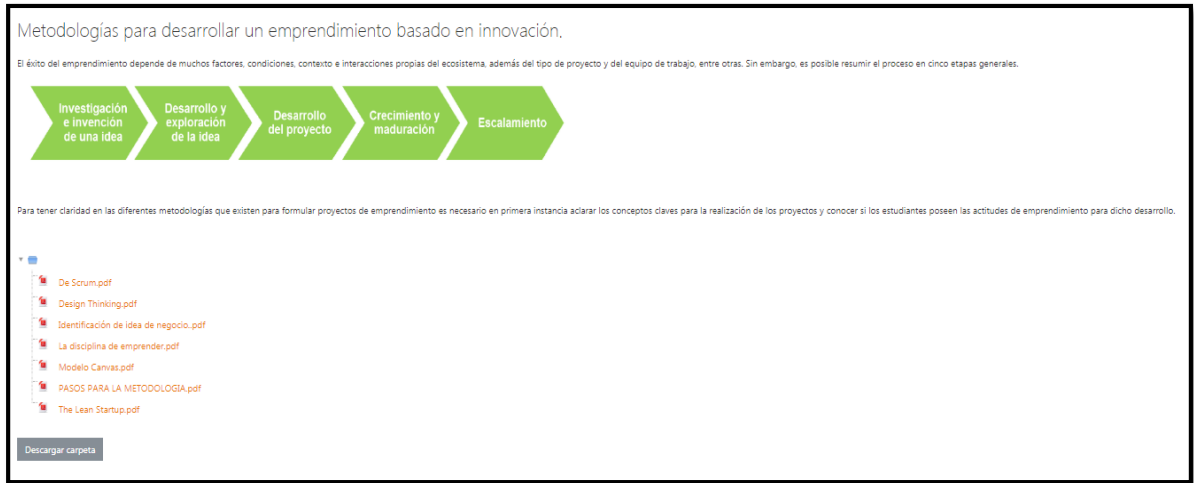 Metodologías para desarrollar un emprendimiento basado en innovación,
El éxito del emprendimiento depende de muchos factores, condiciones, contexto e interacciones propias del ecosistema, además del tipo de proyecto y del equipo de trabajo, entre otras. Sin embargo, es posible resumir el proceso en cinco etapas generales.
Investigación
e invención
de una idea
Desarrollo y
exploración
de la idea
Desarrollo
del proyecto
Crecimiento y
maduración
Escalamiento
Para tener claridad en las diferentes metodologías que existen para formular proyectos de emprendimiento es necesario en primera instancia aclarar los conceptos claves para la realización de los proyectos y conocer si los estudiantes poseen las actitudes de emprendimiento para dicho desarrollo.
De Scrum.pdf
Design Thinking.pdf
Identificación de idea de negocio..pdf
La disciplina de emprender.pdf
Modelo Canvas.pdf
PASOS PARA LA METODOLOGIA.pdf
The Lean Startup.pdf
Descargar carpeta